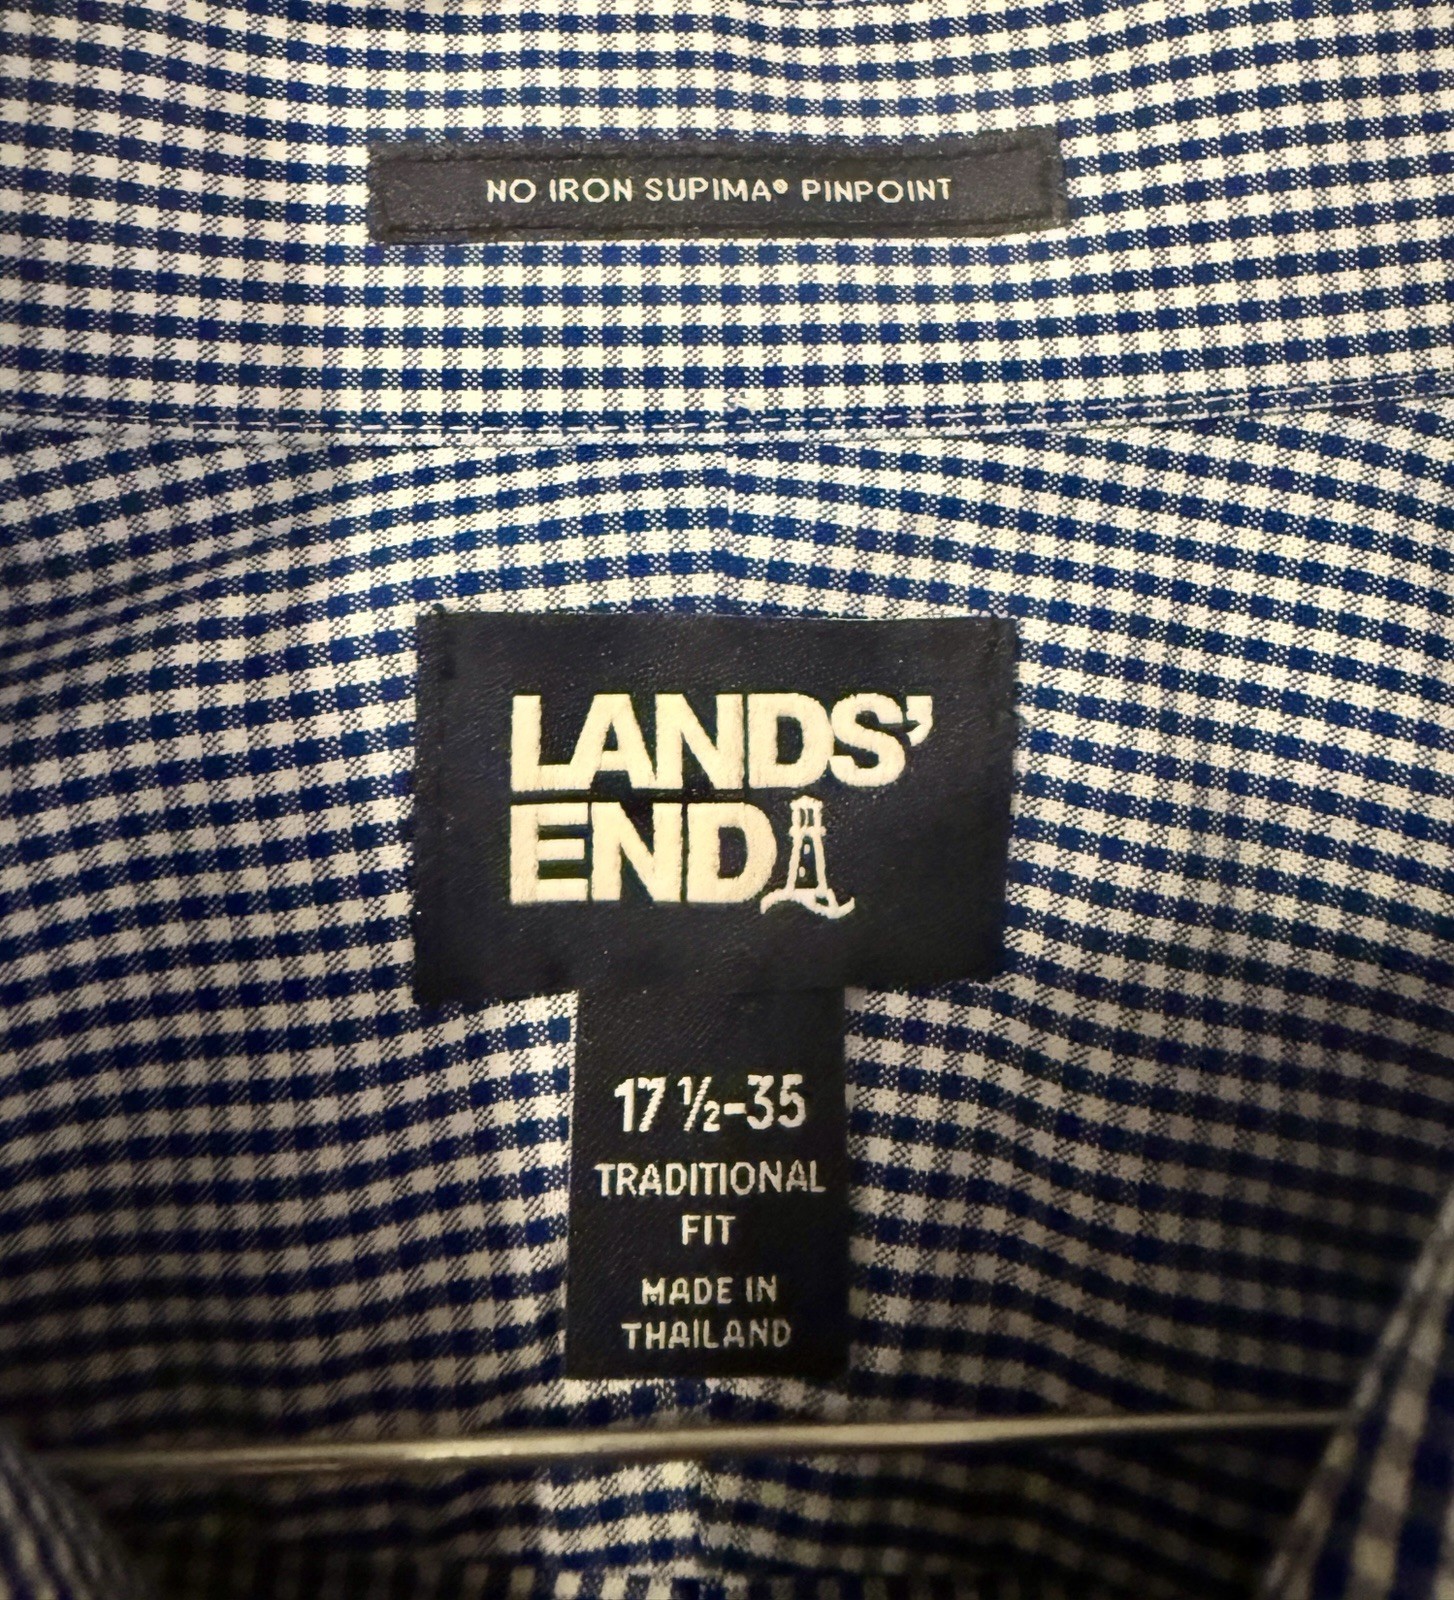 NO IRON SUPIMA® PINPOINT
LANDS'
END
17 ½-35
TRADITIONAL
FIT
MADE IN
THAILAND